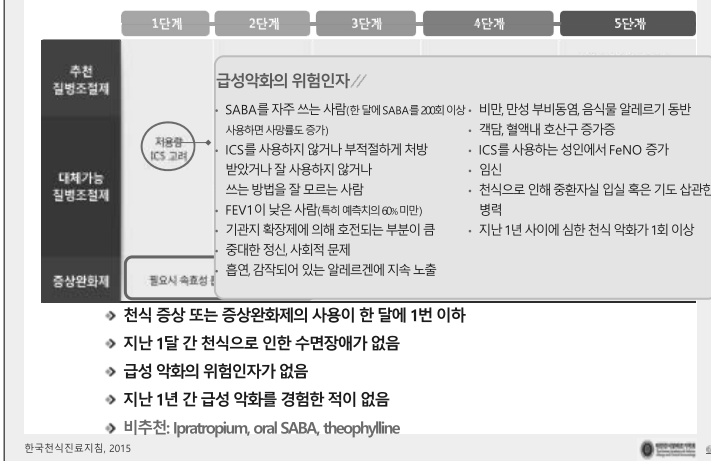 1단계 2단계 3단계 4단계 5단계
추천
질병조절제
대체가능
질병조절제
증상완화제
저용량
ICS 고려
필요시 속효성
급성악화의 위험인자//
· SABA를 자주 쓰는 사람(한 달에 SABA를 200회 이상
사용하면 사망률도 증가)
· ICS를 사용하지 않거나 부적절하게 처방
받았거나 잘 사용하지 않거나
쓰는 방법을 잘 모르는 사람
· FEV1이 낮은 사람(특히 예측치의 60% 미만)
· 기관지 확장제에 의해 호전되는 부분이 큼
· 중대한 정신, 사회적 문제
· 흡연, 감작되어 있는 알레르겐에 지속 노출
· 비만, 만성 부비동염, 음식물 알레르기 동반
· 객담, 혈액내 호산구 증가증
· ICS를 사용하는 성인에서 FeNO 증가
· 임신
· 천식으로 인해 중환자실 입실 혹은 기도 삽관한
병력
· 지난 1년 사이에 심한 천식 악화가 1회 이상
천식 증상 또는 증상완화제의 사용이 한 달에 1번 이하
지난 1달 간 천식으로 인한 수면장애가 없음
급성 악화의 위험인자가 없음
지난 1년 간 급성 악화를 경험한 적이 없음
비추천: Ipratropium, oral SABA, theophylline
한국천식진료지침, 2015